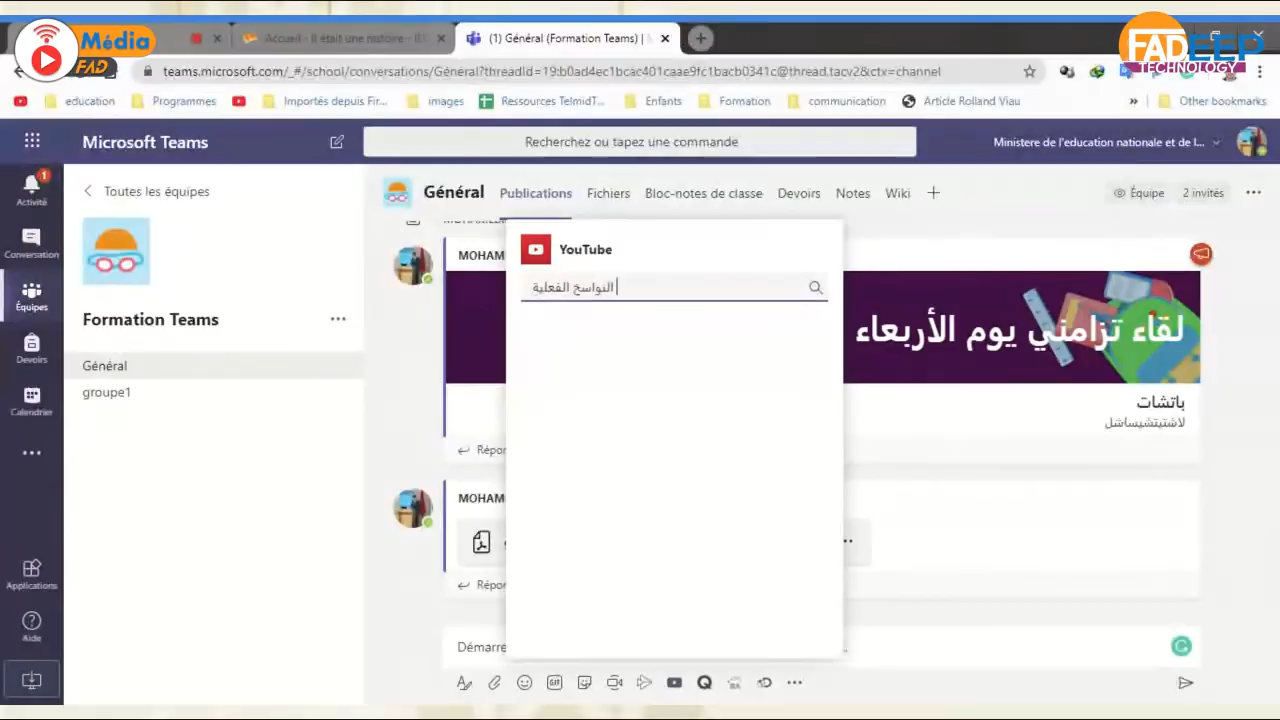 Média
FAD
Accueil - Il était une histoire - IE
(1) Général (Formation Teams) |
FADEEP
TECHNOLOGY
teams.microsoft.com/_#/school/conversations/Général?threadId=19:b0ad4ec1bcac401caae9f61bacb0341c@thread.tacv2&ctx=channel
education
Programmes
Importés depuis Fir...
images
Ressources TelmidT...
Enfants
Formation
communication
Article Rolland Viau
»
Other bookmarks
Microsoft Teams
Recherchez ou tapez une commande
Ministere de l'education nationale et de l...
1
Activité
Conversation
Équipes
Devoirs
Calendrier
Applications
Aide
Toutes les équipes
Formation Teams
Général
groupe1
Général
Publications
Fichiers
Bloc-notes de classe
Devoirs
Notes
Wiki
Équipe
2 invités
YouTube
النواسخ الفعلية
MOHAM
لقاء تزامني يوم الأربعاء
باتشات
لاشتيتشيساشل
Répon
MOHAM
Répon
Démarre
GIF